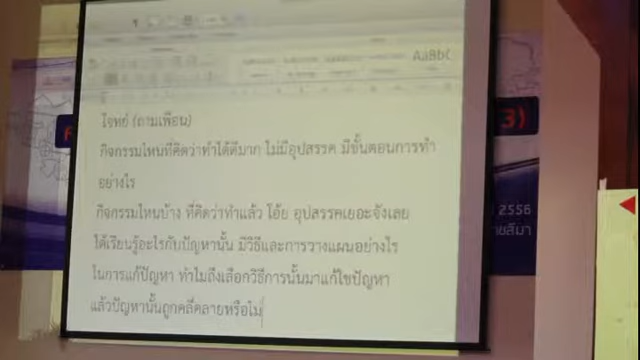 AaBbC
โจทย์ (ถามเพื่อน)
กิจกรรมไหนที่คิดว่าทำได้ดีมาก ไม่มีอุปสรรค มีขั้นตอนการทำ
อย่างไร
กิจกรรมไหนบ้าง ที่คิดว่าทำแล้ว โอ้ย อุปสรรคเยอะจังเลย
ได้เรียนรู้อะไรกับปัญหานั้น มีวิธีและการวางแผนอย่างไร
ในการแก้ปัญหา ทำไมถึงเลือกวิธีการนั้นมาแก้ไขปัญหา
แล้วปัญหานั้นถูกคลี่คลายหรือไม
3)
2556